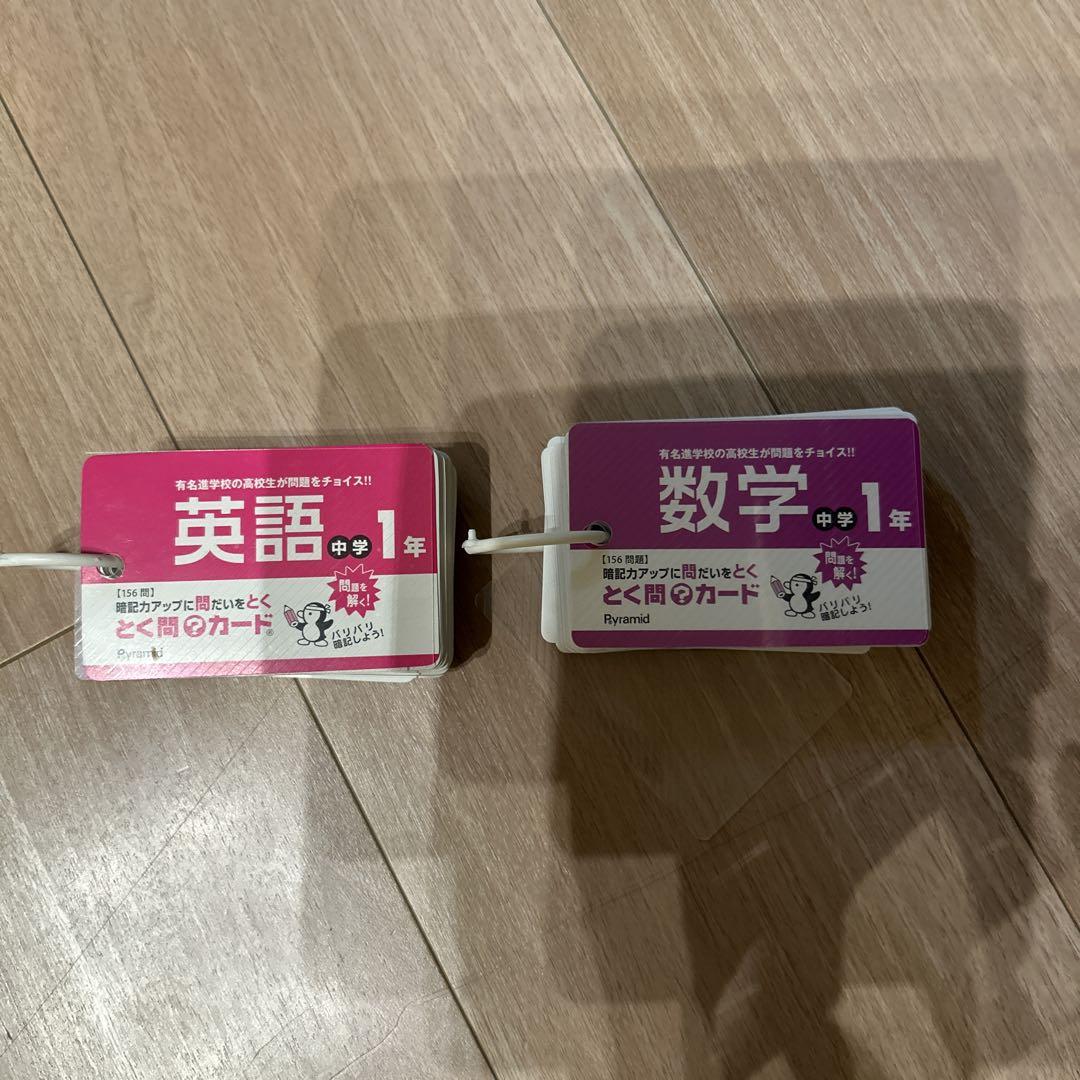 有名進学校の高校生が問題をチョイス!!
英語 中学 1年
【156 問】
暗記力アップに問だいをとく
とく問?カード®
問題を
解く!
バリバリ
暗記しよう!
Pyramid
有名進学校の高校生が問題をチョイス!!
数学 中学 1年
【156 問題】
暗記力アップに問だいをとく
とく問?カード
問題を
解く!
バリバリ
暗記しよう!
Pyramid